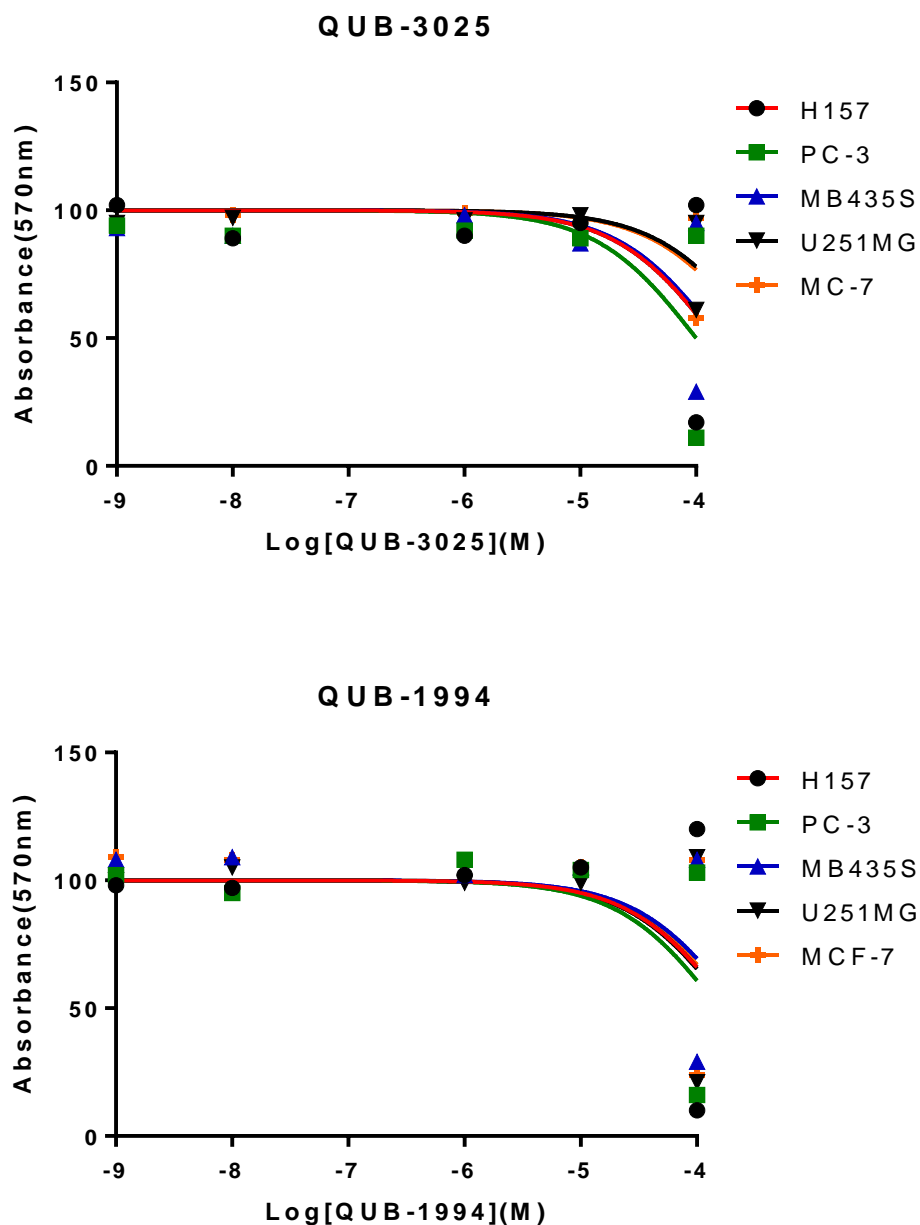 QUB-3025
150
100
50
0
Absorbance(570nm)
-9 -8 -7 -6 -5 -4
Log[QUB-3025](M)
H157
PC-3
MB435S
U251MG
MC-7
QUB-1994
150
100
50
0
Absorbance(570nm)
-9 -8 -7 -6 -5 -4
Log[QUB-1994](M)
H157
PC-3
MB435S
U251MG
MCF-7